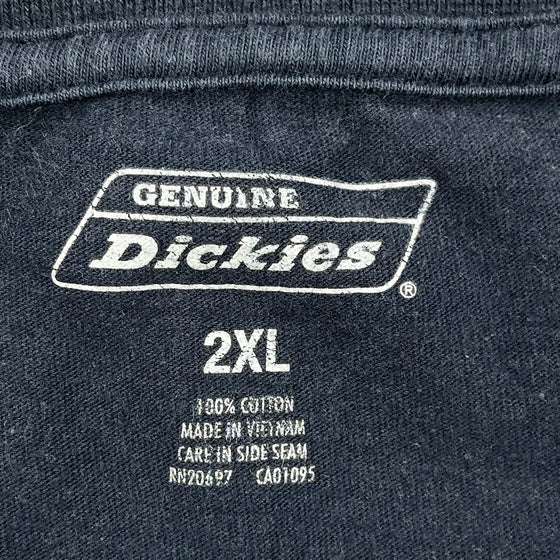 GENUINE
Dickies
®
2XL
100% COTTON
MADE IN VIETNAM
CARE IN SIDE SEAM
RN20697 CA01095